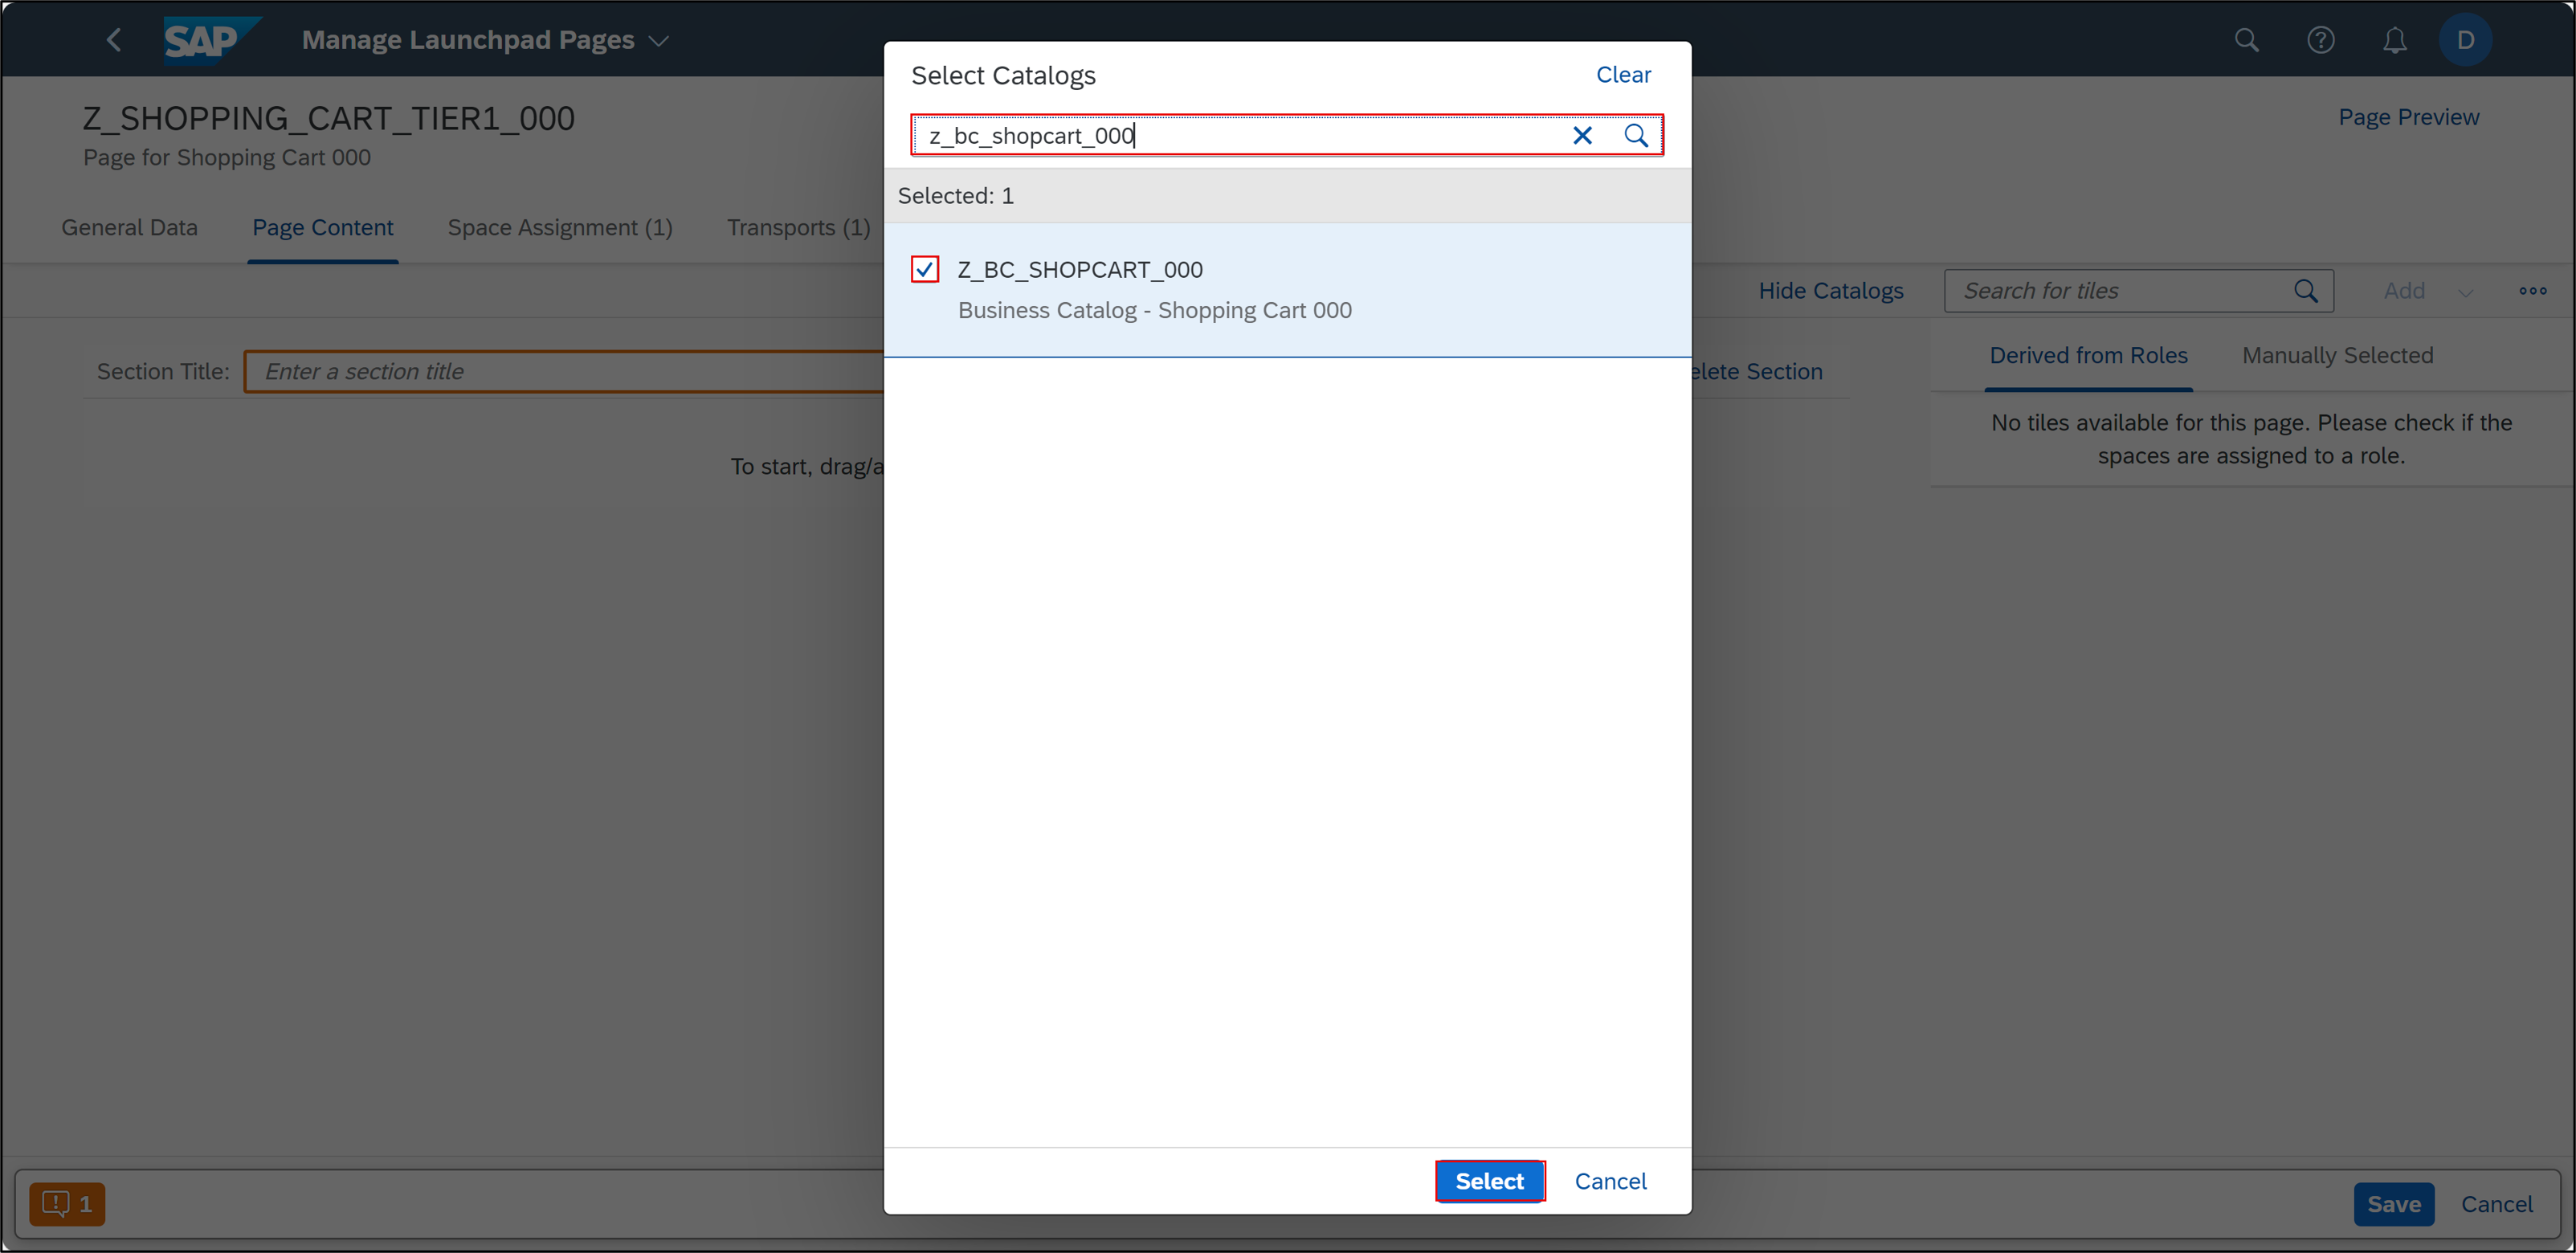 SAP Manage Launchpad Pages
D
Z_SHOPPING_CART_TIER1_000
Page for Shopping Cart 000
Page Preview
General Data Page Content Space Assignment (1) Transports (1)
Hide Catalogs Search for tiles Add
Section Title: Enter a section title
elete Section
To start, drag/a
Derived from Roles Manually Selected
No tiles available for this page. Please check if the
spaces are assigned to a role.
Select Catalogs Clear
z_bc_shopcart_000
Selected: 1
Z_BC_SHOPCART_000
Business Catalog - Shopping Cart 000
Select Cancel
1
Save Cancel